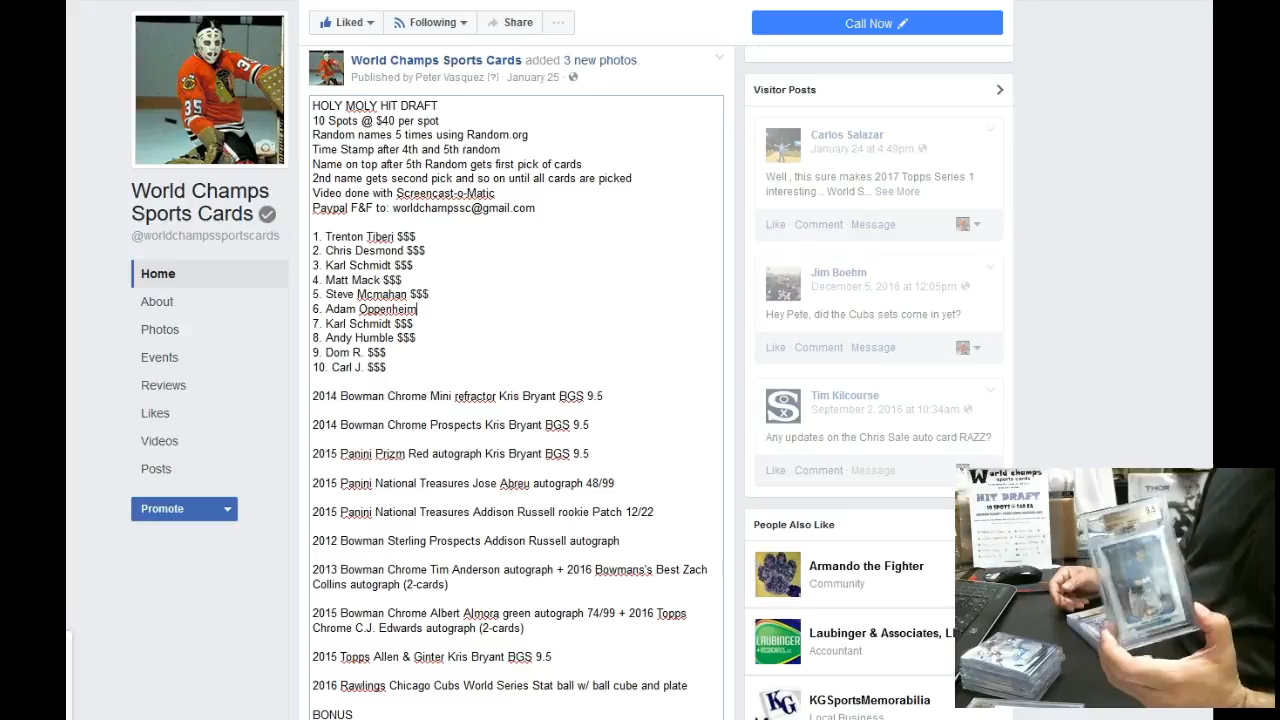 Liked
Following
Share
Call Now
World Champs
Sports Cards
@worldchampssportscards
Home
About
Photos
Events
Reviews
Likes
Videos
Posts
Promote
World Champs Sports Cards added 3 new photos.
Published by Peter Vasquez [?] · January 25 ·
HOLY MOLY HIT DRAFT
10 Spots @ $40 per spot
Random names 5 times using Random.org
Time Stamp after 4th and 5th random
Name on top after 5th Random gets first pick of cards
2nd name gets second pick and so on until all cards are picked
Video done with Screencast-o-Matic
Paypal F&F to: worldchampssc@gmail.com
1. Trenton Tiberi $$$
2. Chris Desmond $$$
3. Karl Schmidt $$$
4. Matt Mack $$$
5. Steve Mcmahan $$$
6. Adam Oppenheim
7. Karl Schmidt $$$
8. Andy Humble $$$
9. Dom R. $$$
10. Carl J. $$$
2014 Bowman Chrome Mini refractor Kris Bryant BGS 9.5
2014 Bowman Chrome Prospects Kris Bryant BGS 9.5
2015 Panini Prizm Red autograph Kris Bryant BGS 9.5
2015 Panini National Treasures Jose Abreu autograph 48/99
2015 Panini National Treasures Addison Russell rookie Patch 12/22
2012 Bowman Sterling Prospects Addison Russell autograph
2013 Bowman Chrome Tim Anderson autograph + 2016 Bowmans's Best Zach
Collins autograph (2-cards)
2015 Bowman Chrome Albert Almora green autograph 74/99 + 2016 Topps
Chrome C.J. Edwards autograph (2-cards)
2015 Topps Allen & Ginter Kris Bryant BGS 9.5
2016 Rawlings Chicago Cubs World Series Stat ball w/ ball cube and plate
BONUS
Visitor Posts
Carlos Salazar
January 24 at 4:49pm
Well , this sure makes 2017 Topps Series 1
interesting .. World S... See More
Like Comment Message
Jim Boehm
December 5, 2016 at 12:05pm
Hey Pete, did the Cubs sets come in yet?
Like Comment Message
Tim Kilcourse
September 2, 2016 at 10:34am
Any updates on the Chris Sale auto card RAZZ?
Like Comment Message
People Also Like
Armando the Fighter
Community
Laubinger & Associates, L
Accountant
KGSportsMemorabilia
Local Business
World champs
sports cards
HIT DRAFT
10 SPOTS @ $40 EA
THOR
9.5
35
LAUBINGER